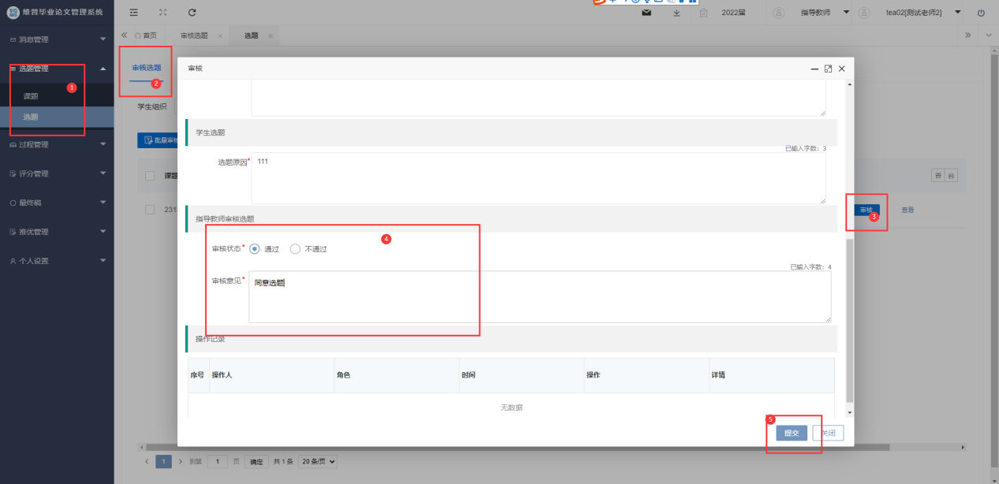 维普毕业论文管理系统
2022届
指导教师
tea02[测试老师2]
消息管理
首页
审核选题
选题
选题管理
1
课题
选题
过程管理
评分管理
最终稿
推优管理
个人设置
审核选题
2
学生组织
批量审核
课题
231
审核
学生选题
已输入字数：3
选题原因*
111
指导教师审核选题
4
审核状态*
通过
不通过
已输入字数：4
审核意见*
同意选题
操作记录
序号
操作人
角色
时间
操作
详情
无数据
5
提交
关闭
审核
3
查看
1
到第
1
页
确定
共 1 条
20 条/页